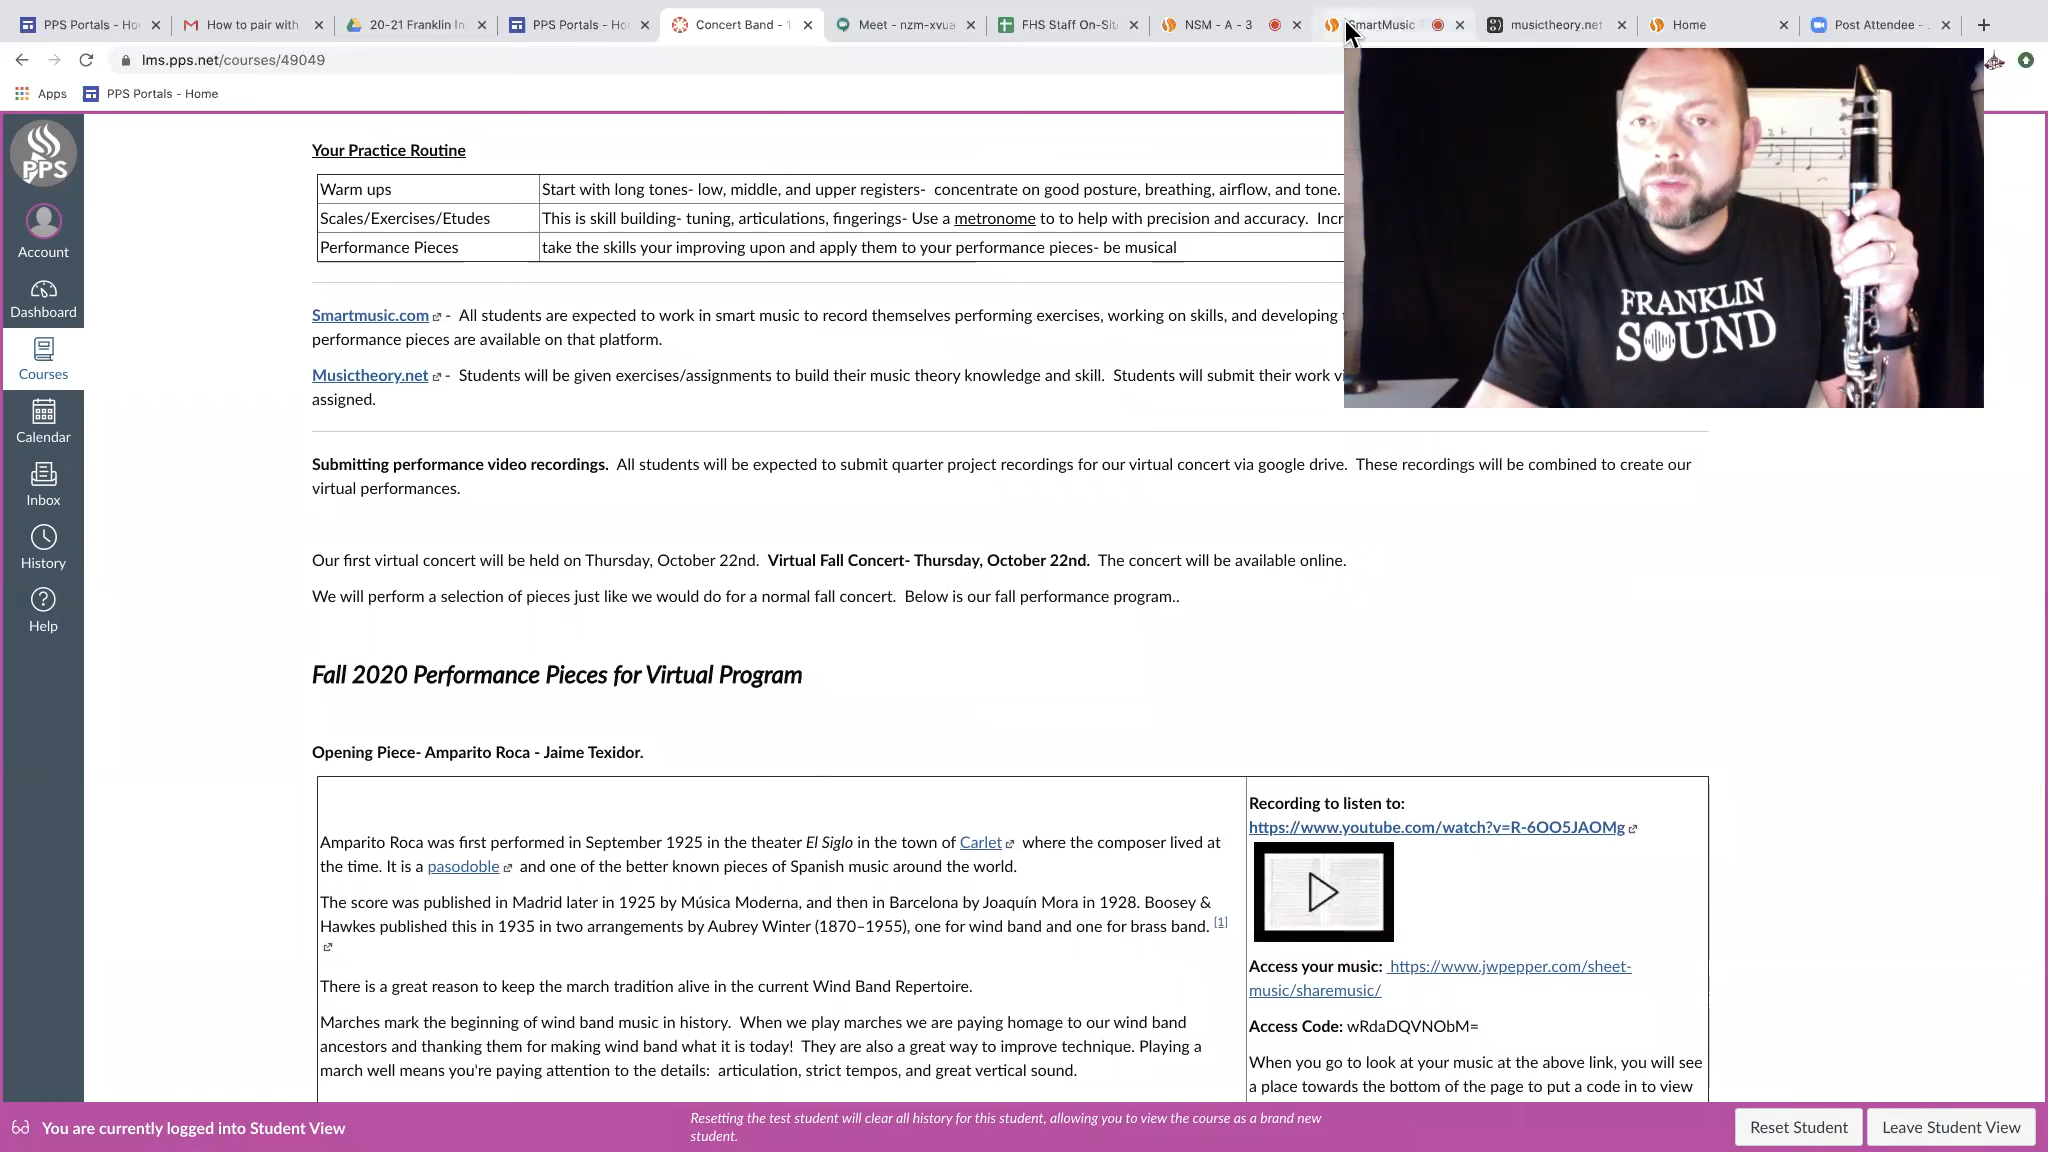 PPS Portals - Ho
How to pair with
20-21 Franklin In
PPS Portals - Ho
Concert Band - 1
Meet - nzm-xvua
FHS Staff On-Sit
NSM - A - 3
SmartMusic
musictheory.net
Home
Post Attendee -
lms.pps.net/courses/49049
Apps
PPS Portals - Home
PPS
Account
Dashboard
Courses
Calendar
Inbox
History
Help
Your Practice Routine
Warm ups
Start with long tones- low, middle, and upper registers- concentrate on good posture, breathing, airflow, and tone.
Scales/Exercises/Etudes
This is skill building- tuning, articulations, fingerings- Use a metronome to to help with precision and accuracy. Incr
Performance Pieces
take the skills your improving upon and apply them to your performance pieces- be musical
Smartmusic.com - All students are expected to work in smart music to record themselves performing exercises, working on skills, and developing
performance pieces are available on that platform.
Musictheory.net - Students will be given exercises/assignments to build their music theory knowledge and skill. Students will submit their work vi
assigned.
FRANKLIN
SOUND
Submitting performance video recordings. All students will be expected to submit quarter project recordings for our virtual concert via google drive. These recordings will be combined to create our
virtual performances.
Our first virtual concert will be held on Thursday, October 22nd. Virtual Fall Concert- Thursday, October 22nd. The concert will be available online.
We will perform a selection of pieces just like we would do for a normal fall concert. Below is our fall performance program..
Fall 2020 Performance Pieces for Virtual Program
Opening Piece- Amparito Roca - Jaime Texidor.
Amparito Roca was first performed in September 1925 in the theater El Siglo in the town of Carlet where the composer lived at
the time. It is a pasodoble and one of the better known pieces of Spanish music around the world.
The score was published in Madrid later in 1925 by Música Moderna, and then in Barcelona by Joaquín Mora in 1928. Boosey &
Hawkes published this in 1935 in two arrangements by Aubrey Winter (1870–1955), one for wind band and one for brass band. [1]
There is a great reason to keep the march tradition alive in the current Wind Band Repertoire.
Marches mark the beginning of wind band music in history. When we play marches we are paying homage to our wind band
ancestors and thanking them for making wind band what it is today! They are also a great way to improve technique. Playing a
march well means you're paying attention to the details: articulation, strict tempos, and great vertical sound.
Recording to listen to:
https://www.youtube.com/watch?v=R-6OO5JAOMg
Access your music: https://www.jwpepper.com/sheet-
music/sharemusic/
Access Code: wRdaDQVNObM=
When you go to look at your music at the above link, you will see
a place towards the bottom of the page to put a code in to view
You are currently logged into Student View
Resetting the test student will clear all history for this student, allowing you to view the course as a brand new
student.
Reset Student
Leave Student View